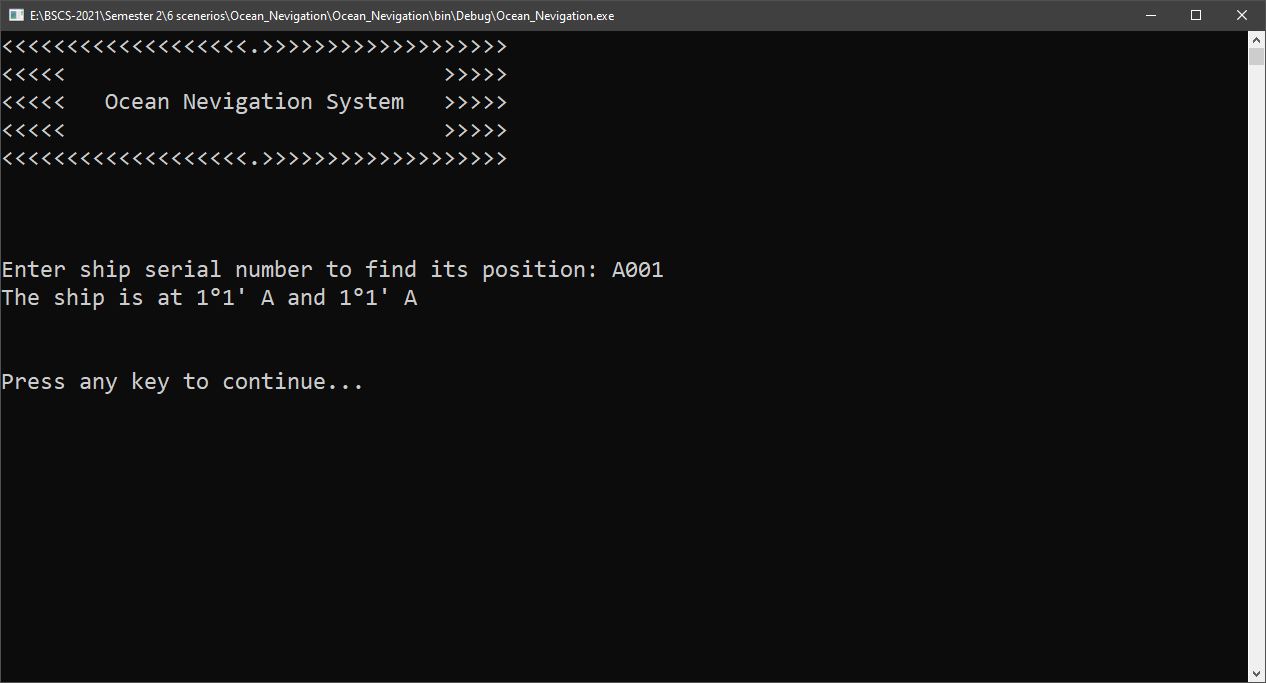 E:\BSCS-2021\Semester 2\6 scenerios\Ocean_Nevigation\Ocean_Nevigation\bin\Debug\Ocean_Nevigation.exe
<<<<<<<<<<<<<<<<<<<.>>>>>>>>>>>>>>>>>>>
<<<<<                             >>>>>
<<<<<   Ocean Nevigation System   >>>>>
<<<<<                             >>>>>
<<<<<<<<<<<<<<<<<<<.>>>>>>>>>>>>>>>>>>>
Enter ship serial number to find its position: A001
The ship is at 1°1' A and 1°1' A
Press any key to continue...